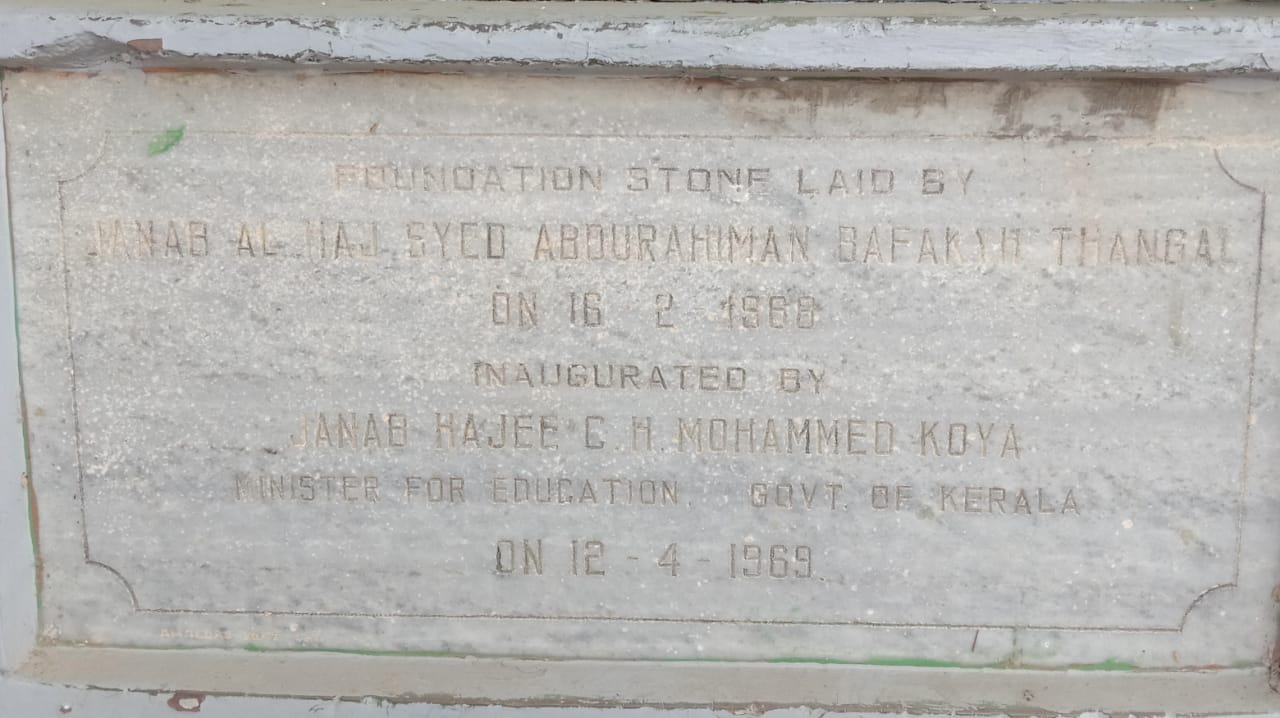 FOUNDATION STONE LAID BY
JANAB AL HAJ SYED ABDURAHIMAN BAFAKYH THANGAL
ON 16 2 - 1968
INAUGURATED BY
JANAB HAJEE C.H. MOHAMMED KOYA
MINISTER FOR EDUCATION, GOVT. OF KERALA
ON 12 - 4 - 1969.